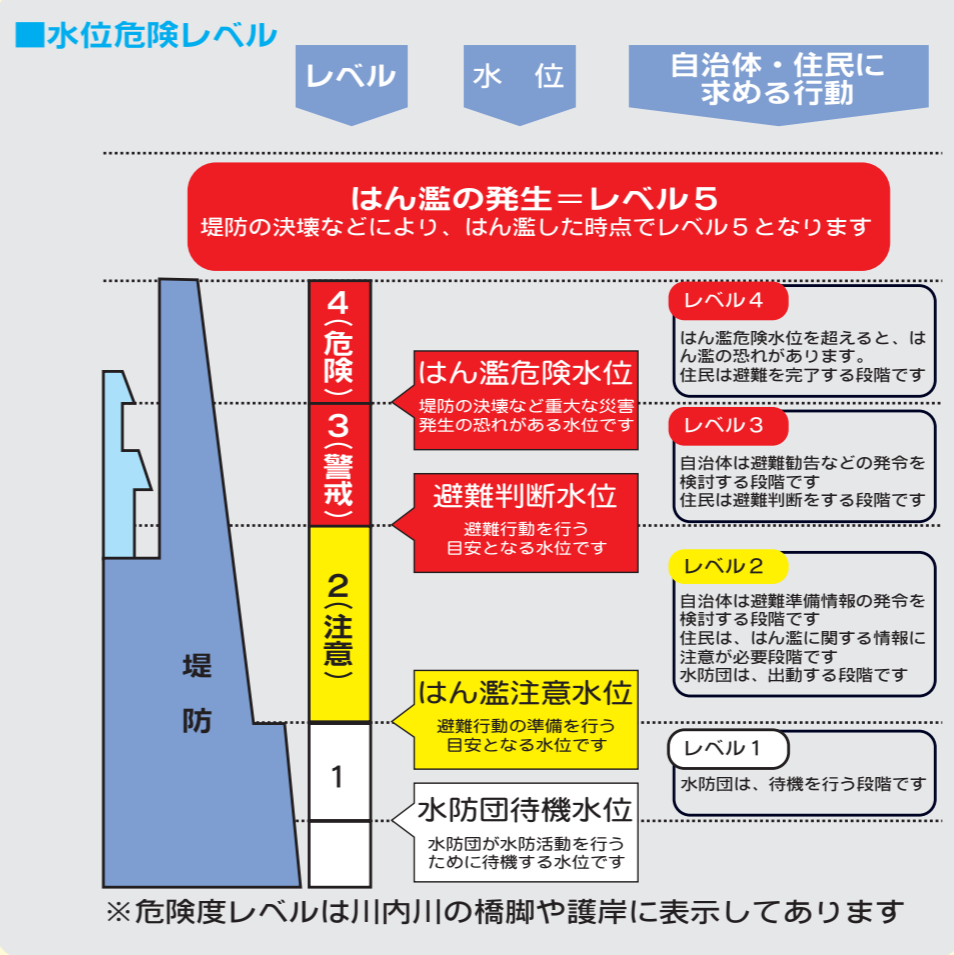 ■水位危険レベル
レベル
水 位
自治体・住民に
求める行動
はん濫の発生＝レベル５
堤防の決壊などにより、はん濫した時点でレベル５となります
4（危険）
3（警戒）
2（注意）
1
堤防
はん濫危険水位
堤防の決壊など重大な災害
発生の恐れがある水位です
避難判断水位
避難行動を行う
目安となる水位です
はん濫注意水位
避難行動の準備を行う
目安となる水位です
水防団待機水位
水防団が水防活動を行う
ために待機する水位です
レベル４
はん濫危険水位を超えると、は
ん濫の恐れがあります。
住民は避難を完了する段階です
レベル３
自治体は避難勧告などの発令を
検討する段階です
住民は避難判断をする段階です
レベル２
自治体は避難準備情報の発令を
検討する段階です
住民は、はん濫に関する情報に
注意が必要段階です
水防団は、出動する段階です
レベル１
水防団は、待機を行う段階です
※危険度レベルは川内川の橋脚や護岸に表示してあります